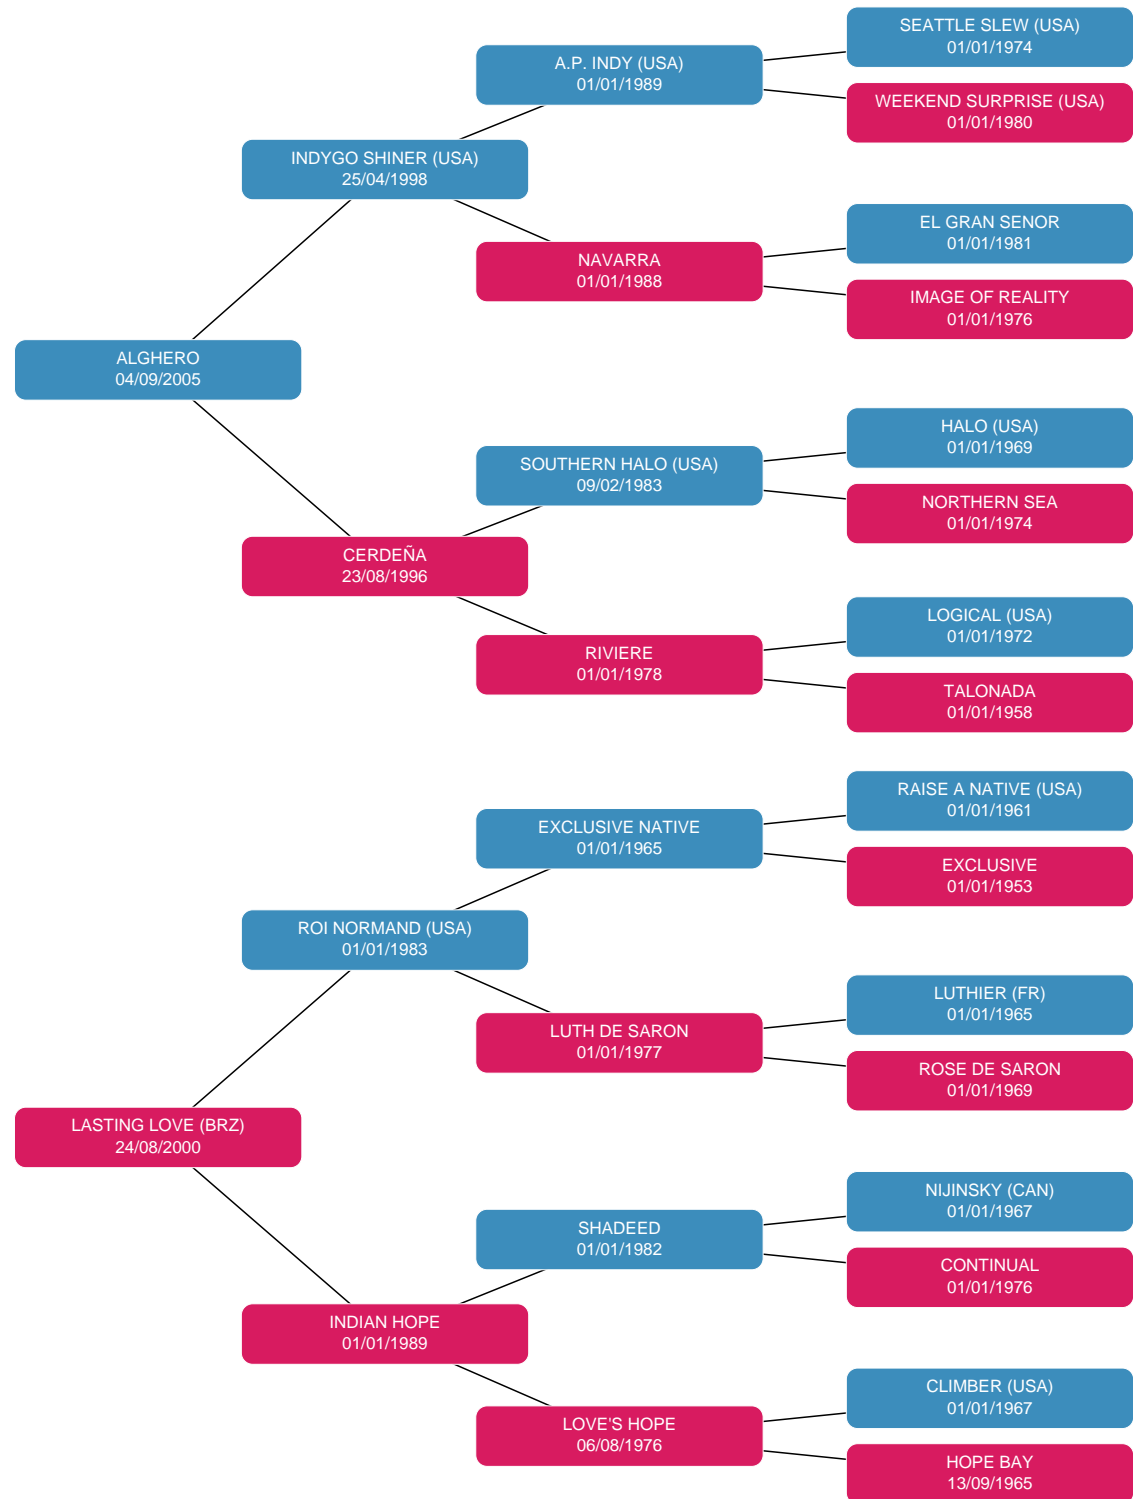 SEATTLE SLEW (USA)
01/01/1974
A.P. INDY (USA)
01/01/1989
WEEKEND SURPRISE (USA)
01/01/1980
INDYGO SHINER (USA)
25/04/1998
EL GRAN SENOR
01/01/1981
NAVARRA
01/01/1988
IMAGE OF REALITY
01/01/1976
ALGHERO
04/09/2005
HALO (USA)
01/01/1969
SOUTHERN HALO (USA)
09/02/1983
NORTHERN SEA
01/01/1974
CERDEÑA
23/08/1996
LOGICAL (USA)
01/01/1972
RIVIERE
01/01/1978
TALONADA
01/01/1958
RAISE A NATIVE (USA)
01/01/1961
EXCLUSIVE NATIVE
01/01/1965
EXCLUSIVE
01/01/1953
ROI NORMAND (USA)
01/01/1983
LUTHIER (FR)
01/01/1965
LUTH DE SARON
01/01/1977
ROSE DE SARON
01/01/1969
LASTING LOVE (BRZ)
24/08/2000
NIJINSKY (CAN)
01/01/1967
SHADEED
01/01/1982
CONTINUAL
01/01/1976
INDIAN HOPE
01/01/1989
CLIMBER (USA)
01/01/1967
LOVE'S HOPE
06/08/1976
HOPE BAY
13/09/1965